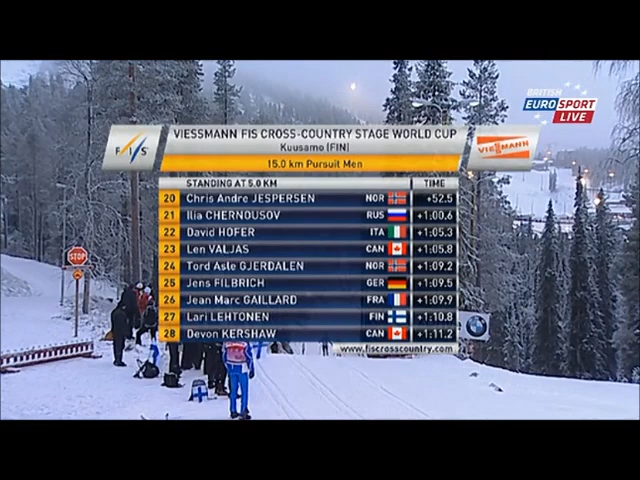 BRITISH
EUROSPORT
LIVE
FIS
VIESSMANN FIS CROSS-COUNTRY STAGE WORLD CUP
Kuusamo (FIN)
15.0 km Pursuit Men
VIESSMANN
STANDING AT 5.0 KM TIME
20 Chris Andre JESPERSEN NOR +52.5
21 Ilia CHERNOUSOV RUS +1:00.6
22 David HOFER ITA +1:05.3
23 Len VALJAS CAN +1:05.8
24 Tord Asle GJERDALEN NOR +1:09.2
25 Jens FILBRICH GER +1:09.5
26 Jean Marc GAILLARD FRA +1:09.9
27 Lari LEHTONEN FIN +1:10.8
28 Devon KERSHAW CAN +1:11.2
www.fiscrosscountry.com
STOP
BMW